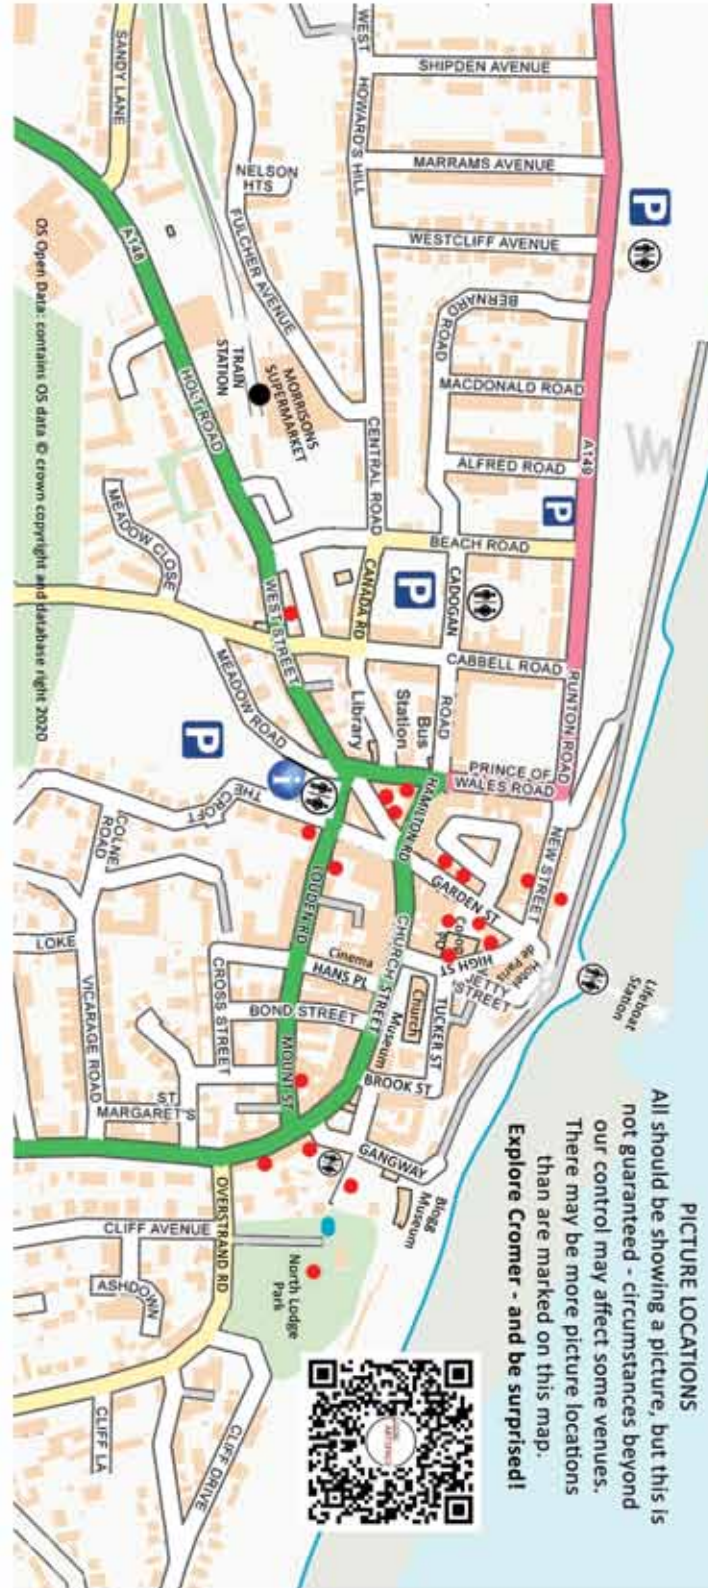 PICTURE LOCATIONS
All should be showing a picture, but this is
not guaranteed - circumstances beyond
our control may affect some venues.
There may be more picture locations
than are marked on this map.
Explore Cromer - and be surprised!
Lifeboat
Station
SHIPDEN AVENUE
MARRAMS AVENUE
WESTCLIFF AVENUE
BERNARD ROAD
MACDONALD ROAD
ALFRED ROAD
A149
BEACH ROAD
CADOGAN
ROAD
CABBELL ROAD
RUNTON ROAD
PRINCE OF
WALES ROAD
NEW STREET
WEST
HOWARD'S HILL
NELSON
HTS
FULCHER AVENUE
CENTRAL ROAD
CANADA RD
SANDY LANE
A148
HOLT ROAD
TRAIN
STATION
MORRISONS
SUPERMARKET
MEADOW CLOSE
WEST STREET
MEADOW ROAD
Library
Bus
Station
P
P
P
P
i
HAMILTON RD
GARDEN ST
HIGH ST
JETTY
STREET
Hotel
de Paris
THE CROFT
COLNE
ROAD
LOUDEN RD
CHURCH STREET
Cinema
HANS PL
Church
Museum
TUCKER ST
BROOK ST
BOND STREET
CROSS STREET
LOKE
VICARAGE ROAD
ST
MARGARET'S
MOUNT ST
GANGWAY
Blogg
Museum
OVERSTRAND RD
CLIFF AVENUE
ASHDOWN
North Lodge
Park
CLIFF LA
CLIFF DRIVE
OS Open Data: contains OS data © crown copyright and database right 2020